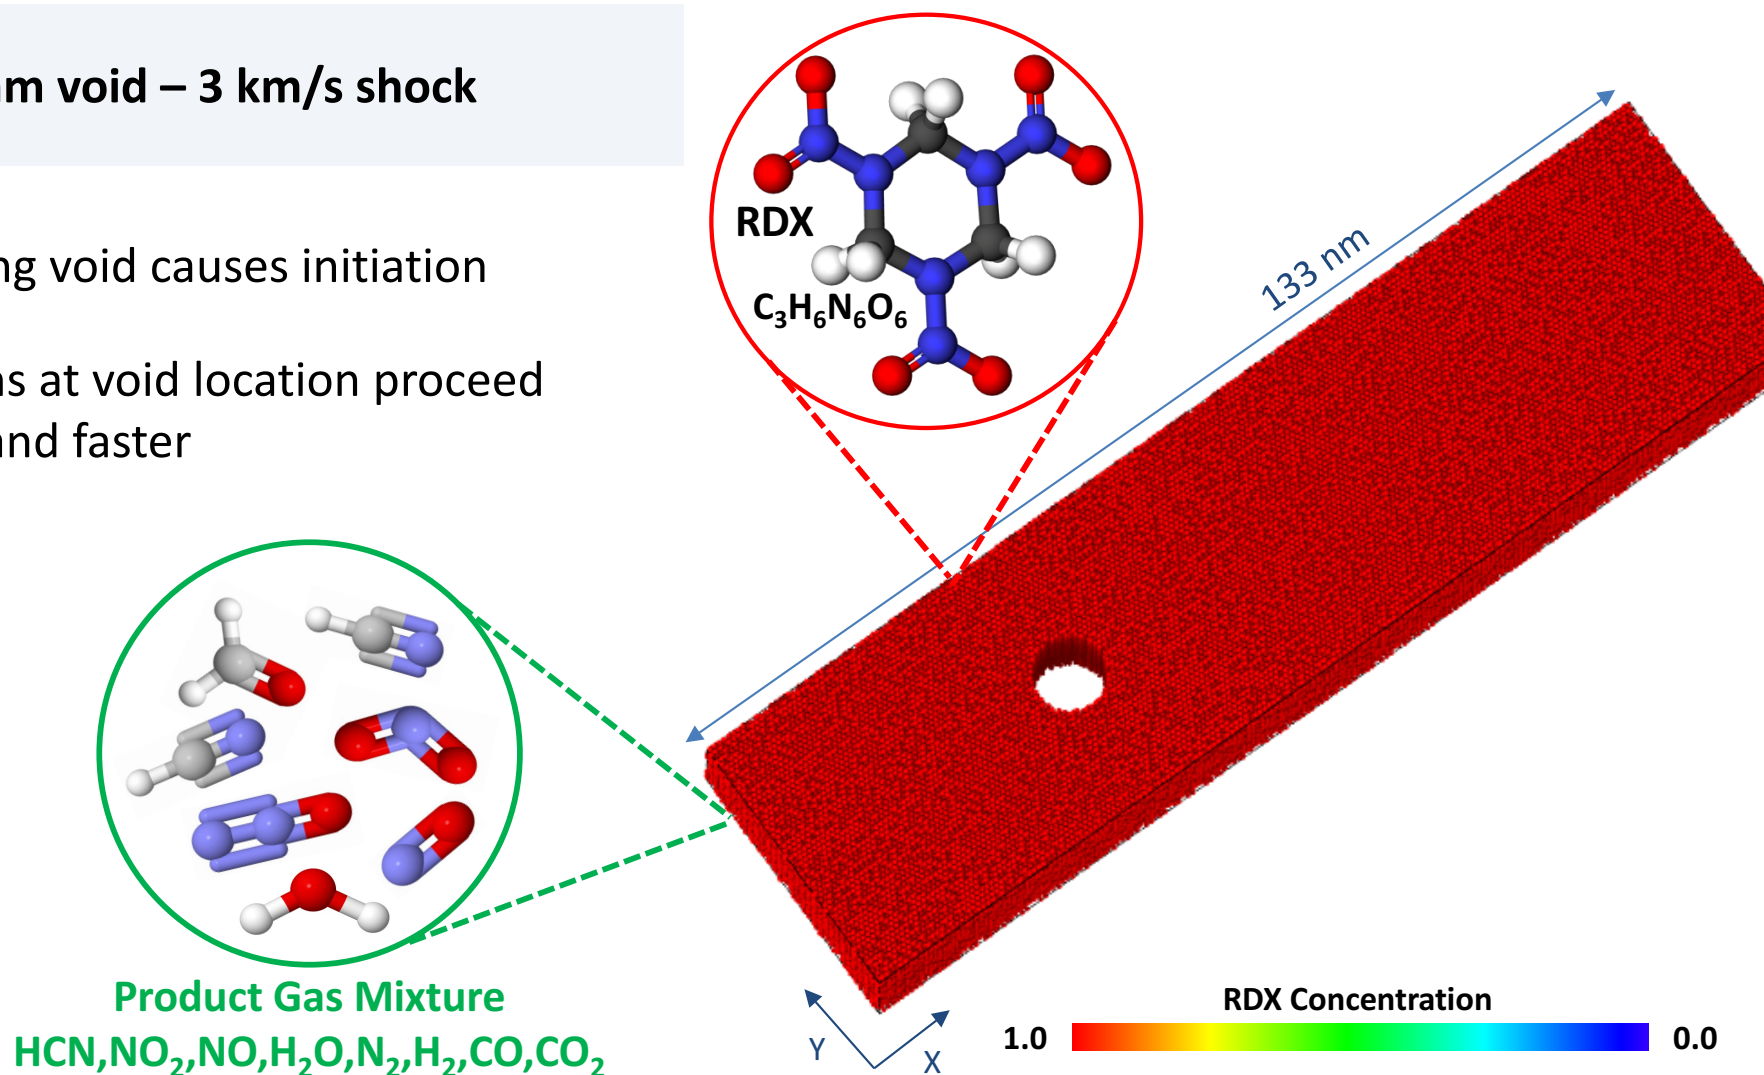 m void – 3 km/s shock
ng void causes initiation
s at void location proceed
and faster
RDX
C₃H₆N₆O₆
133 nm
Product Gas Mixture
HCN,NO₂,NO,H₂O,N₂,H₂,CO,CO₂
Y
X
RDX Concentration
1.0
0.0